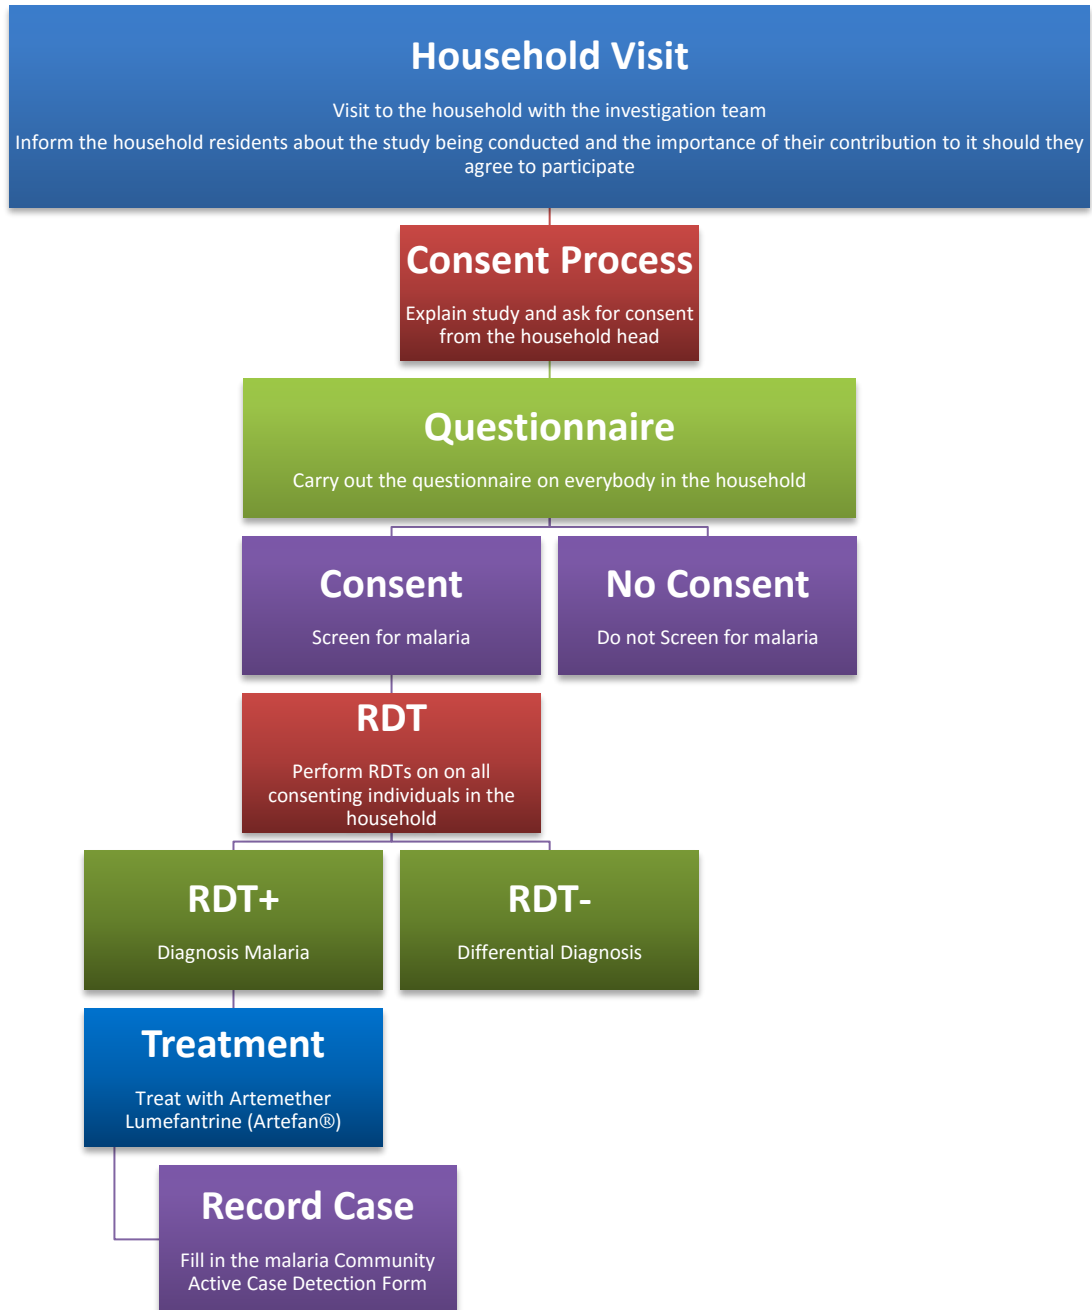 Household Visit
Visit to the household with the investigation team
Inform the household residents about the study being conducted and the importance of their contribution to it should they
agree to participate
Consent Process
Explain study and ask for consent
from the household head
Questionnaire
Carry out the questionnaire on everybody in the household
Consent
Screen for malaria
No Consent
Do not Screen for malaria
RDT
Perform RDTs on on all
consenting individuals in the
household
RDT+
Diagnosis Malaria
RDT-
Differential Diagnosis
Treatment
Treat with Artemether
Lumefantrine (Artefan®)
Record Case
Fill in the malaria Community
Active Case Detection Form